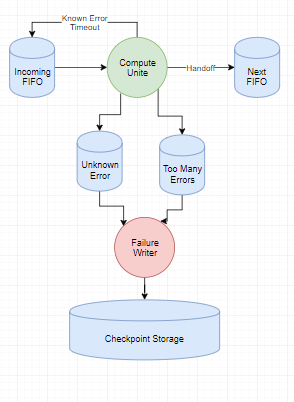 Known Error
Timeout
Incoming
FIFO
Compute
Unite
Handoff
Next
FIFO
Unknown
Error
Too Many
Errors
Failure
Writer
Checkpoint Storage